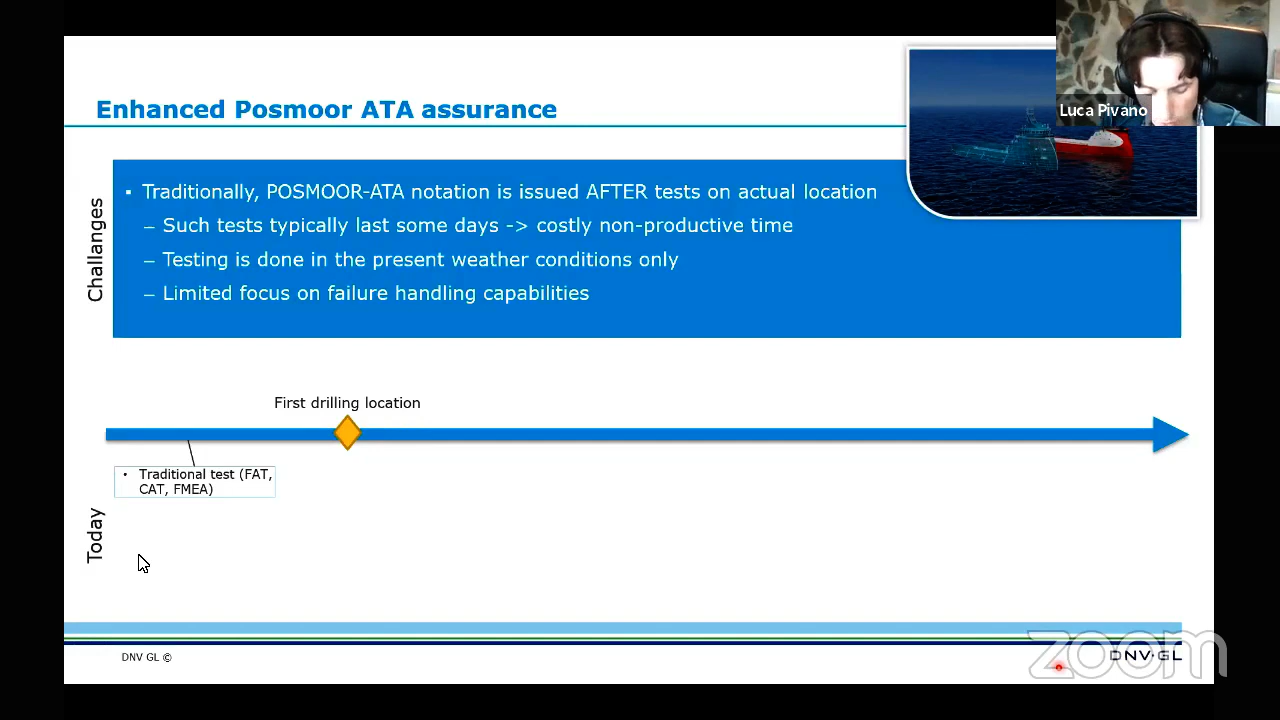 Enhanced Posmoor ATA assurance
Luca Pivano
Challanges
▪ Traditionally, POSMOOR-ATA notation is issued AFTER tests on actual location
– Such tests typically last some days -> costly non-productive time
– Testing is done in the present weather conditions only
– Limited focus on failure handling capabilities
First drilling location
• Traditional test (FAT,
CAT, FMEA)
Today
DNV GL ©
zoom
DNV·GL